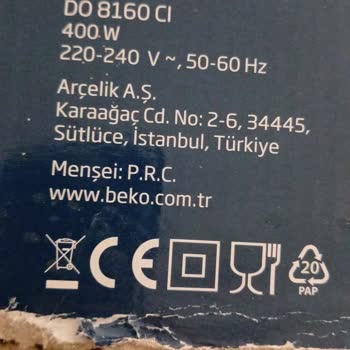 DO 8160 CI
400 W
220-240 V ~, 50-60 Hz
Arçelik A.Ş.
Karaağaç Cd. No: 2-6, 34445,
Sütlüce, İstanbul, Türkiye
Menşei: P.R.C.
www.beko.com.tr
CE
20
PAP